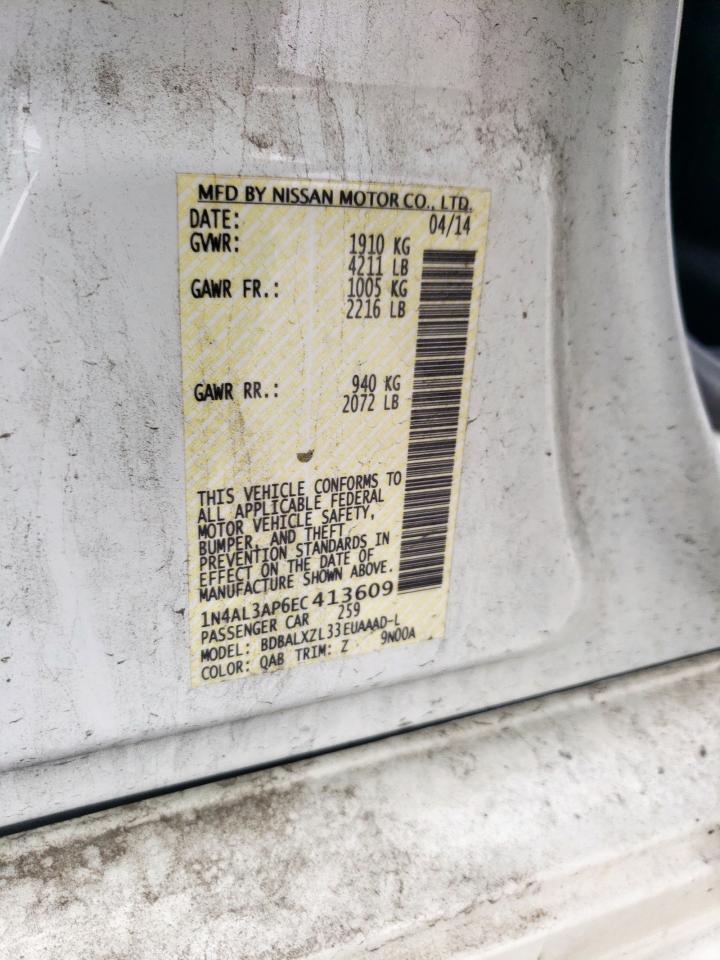 MFD BY NISSAN MOTOR CO., LTD.
DATE: 04/14
GVWR: 1910 KG
4211 LB
GAWR FR.: 1005 KG
2216 LB
GAWR RR.: 940 KG
2072 LB
THIS VEHICLE CONFORMS TO
ALL APPLICABLE FEDERAL
MOTOR VEHICLE SAFETY,
BUMPER, AND THEFT
PREVENTION STANDARDS IN
EFFECT ON THE DATE OF
MANUFACTURE SHOWN ABOVE.
1N4AL3AP6EC413609
PASSENGER CAR 259
MODEL: BDBALXZL33EUAAAD-L
COLOR: QAB TRIM: Z 9N00A